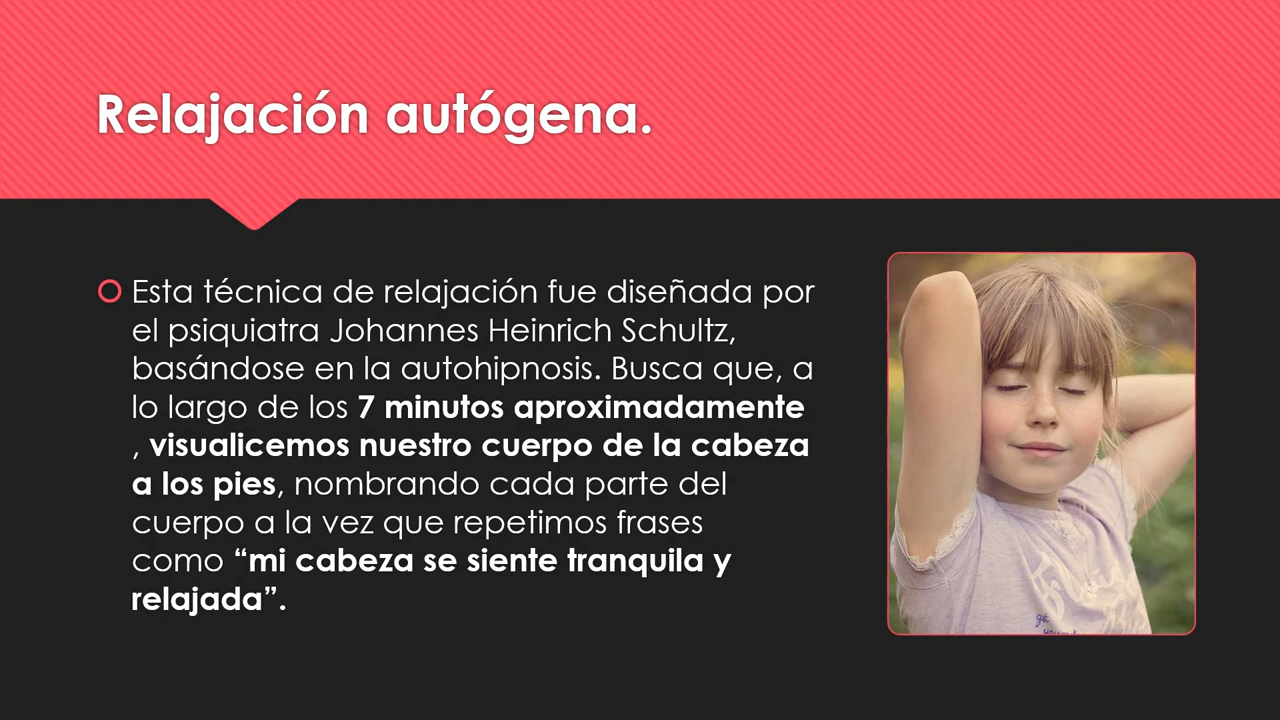 Relajación autógena.
Esta técnica de relajación fue diseñada por
el psiquiatra Johannes Heinrich Schultz,
basándose en la autohipnosis. Busca que, a
lo largo de los 7 minutos aproximadamente
, visualicemos nuestro cuerpo de la cabeza
a los pies, nombrando cada parte del
cuerpo a la vez que repetimos frases
como “mi cabeza se siente tranquila y
relajada”.